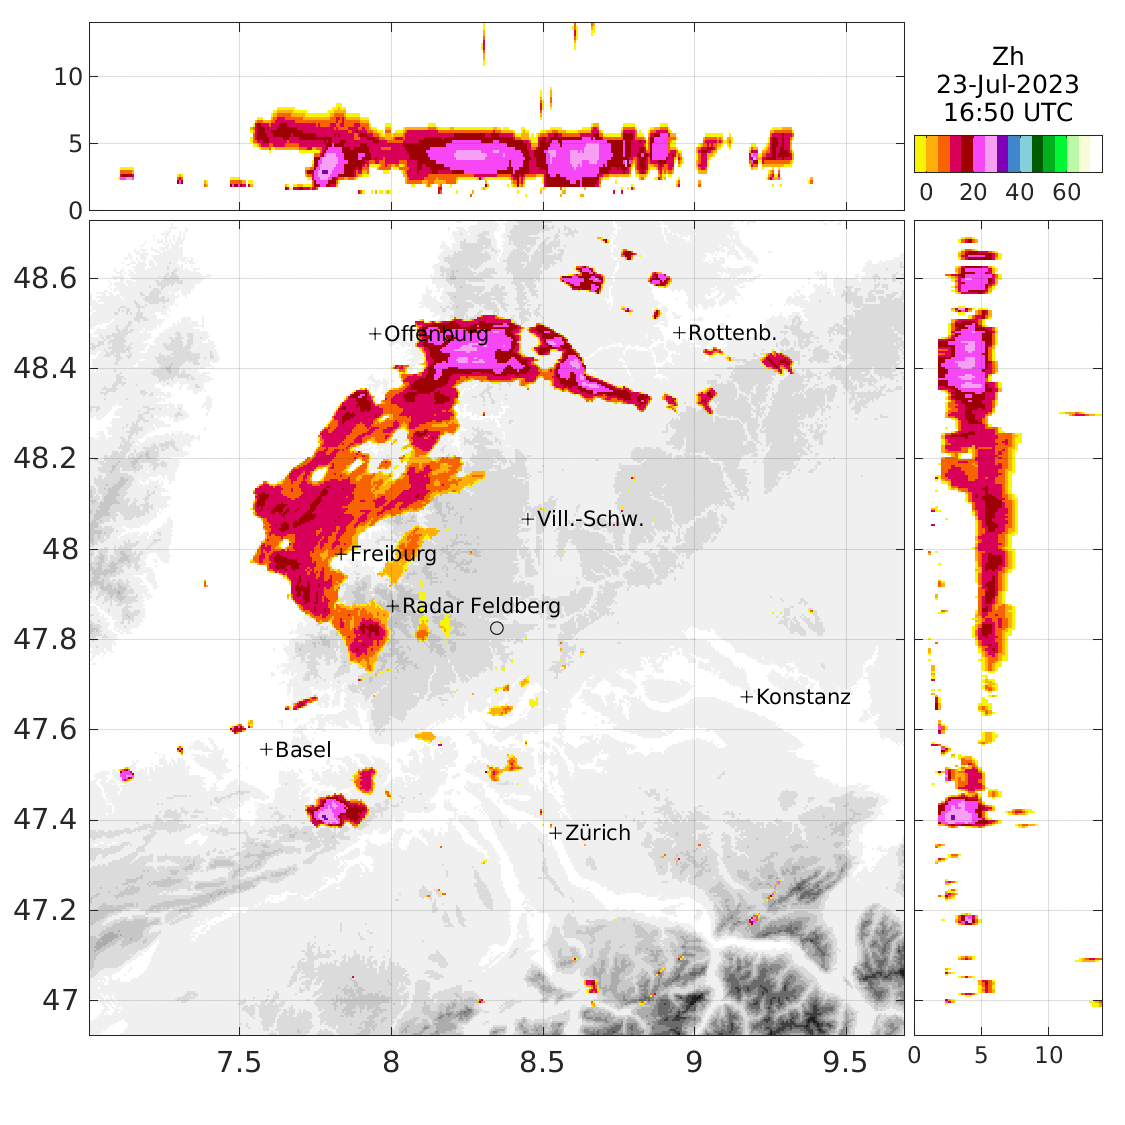 10
5
0
Zh
23-Jul-2023
16:50 UTC
0 20 40 60
48.6
48.4
48.2
48
47.8
47.6
47.4
47.2
47
+Offenburg
+Rottenb.
+Vill.-Schw.
+Freiburg
+Radar Feldberg
+Konstanz
+Basel
+Zürich
7.5 8 8.5 9 9.5
0 5 10